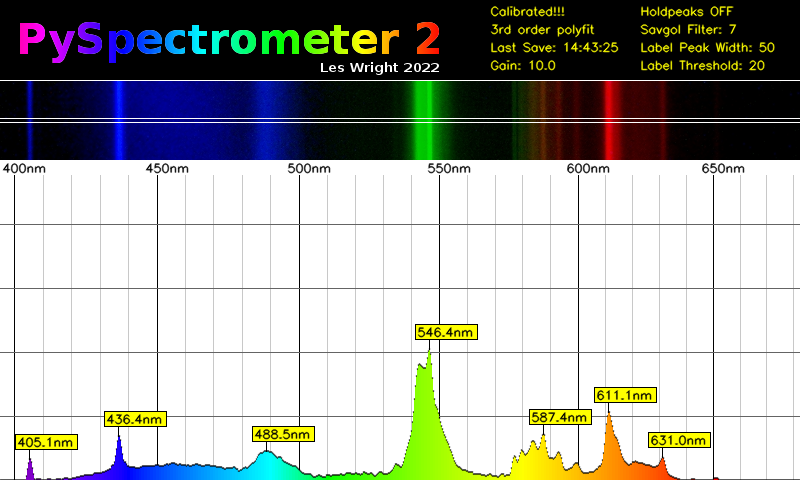 PySpectrometer 2
Les Wright 2022
Calibrated!!!
3rd order polyfit
Last Save: 14:43:25
Gain: 10.0
Holdpeaks OFF
Savgol Filter: 7
Label Peak Width: 50
Label Threshold: 20
400nm 450nm 500nm 550nm 600nm 650nm
546.4nm
611.1nm
436.4nm
587.4nm
488.5nm
405.1nm
631.0nm